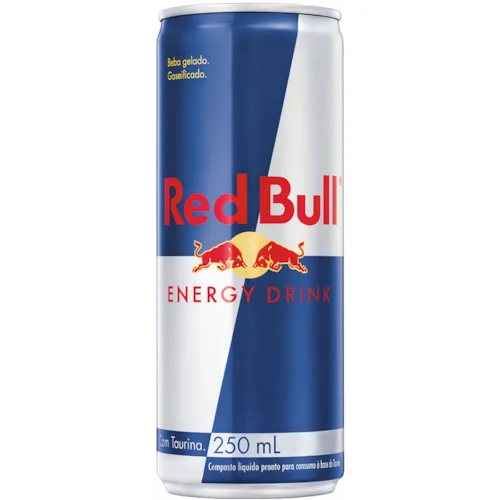 Beba gelado.
Gaseificado.
Red Bull
ENERGY DRINK
Com Taurina. 250 mL
Composto líquido pronto para consumo à base de